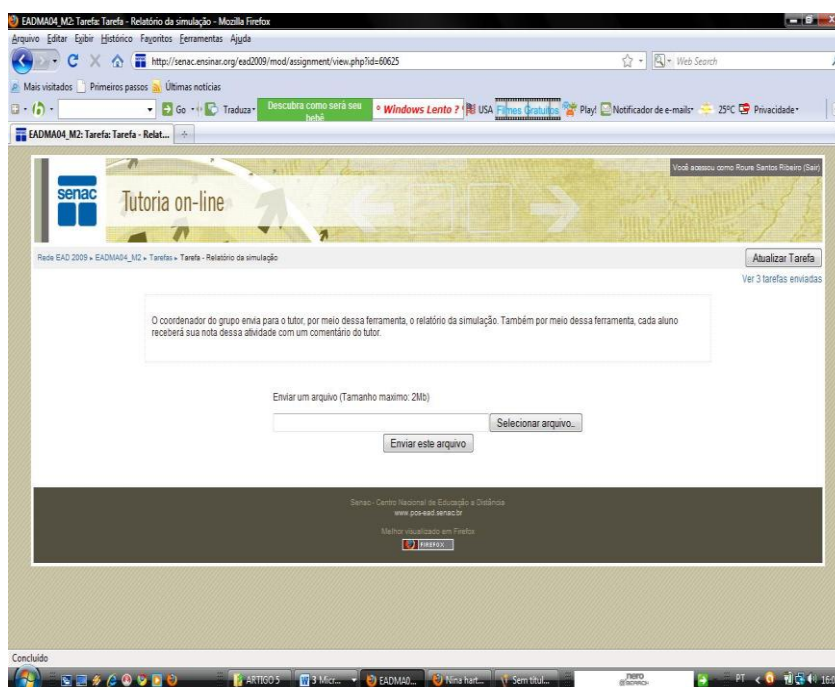 EADMA04_M2: Tarefa: Tarefa - Relatório da simulação - Mozilla Firefox
Arquivo Editar Exibir Histórico Favoritos Ferramentas Ajuda
http://senac.ensinar.org/ead2009/mod/assignment/view.php?id=60625
Web Search
Mais visitados Primeiros passos Últimas notícias
Go Traduza Descubra como será seu bebê Windows Lento ? USA Filmes Gratuitos Play! Notificador de e-mails 25ºC Privacidade
EADMA04_M2: Tarefa: Tarefa - Relat...
Você acessou como Roure Santos Ribeiro (Sair)
senac
Tutoria on-line
Rede EAD 2009 ► EADMA04_M2 ► Tarefas ► Tarefa - Relatório da simulação
Atualizar Tarefa
Ver 3 tarefas enviadas
O coordenador do grupo envia para o tutor, por meio dessa ferramenta, o relatório da simulação. Também por meio dessa ferramenta, cada aluno
receberá sua nota dessa atividade com um comentário do tutor.
Enviar um arquivo (Tamanho maximo: 2Mb)
Selecionar arquivo..
Enviar este arquivo
Senac - Centro Nacional de Educação a Distância
www.posead.senac.br
Melhor visualizado em Firefox
FIREFOX
Concluído
ARTIGO 5 3 Micr... EADMA0... Nina hart... Sem títul... nero SEARCH PT